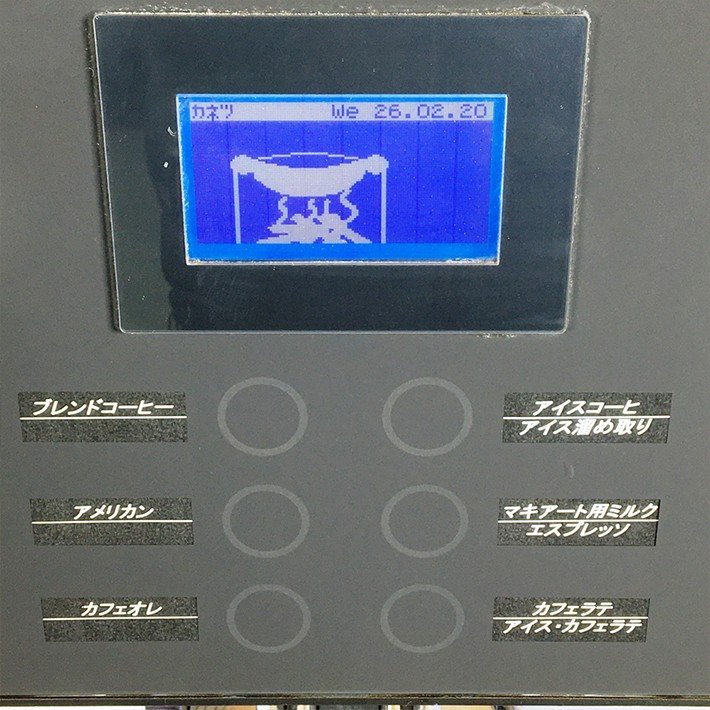 カネツ We 26.02.20
ブレンドコーヒー
アイスコーヒ
アイス溜め取り
アメリカン
マキアート用ミルク
エスプレッソ
カフェオレ
カフェラテ
アイス・カフェラテ